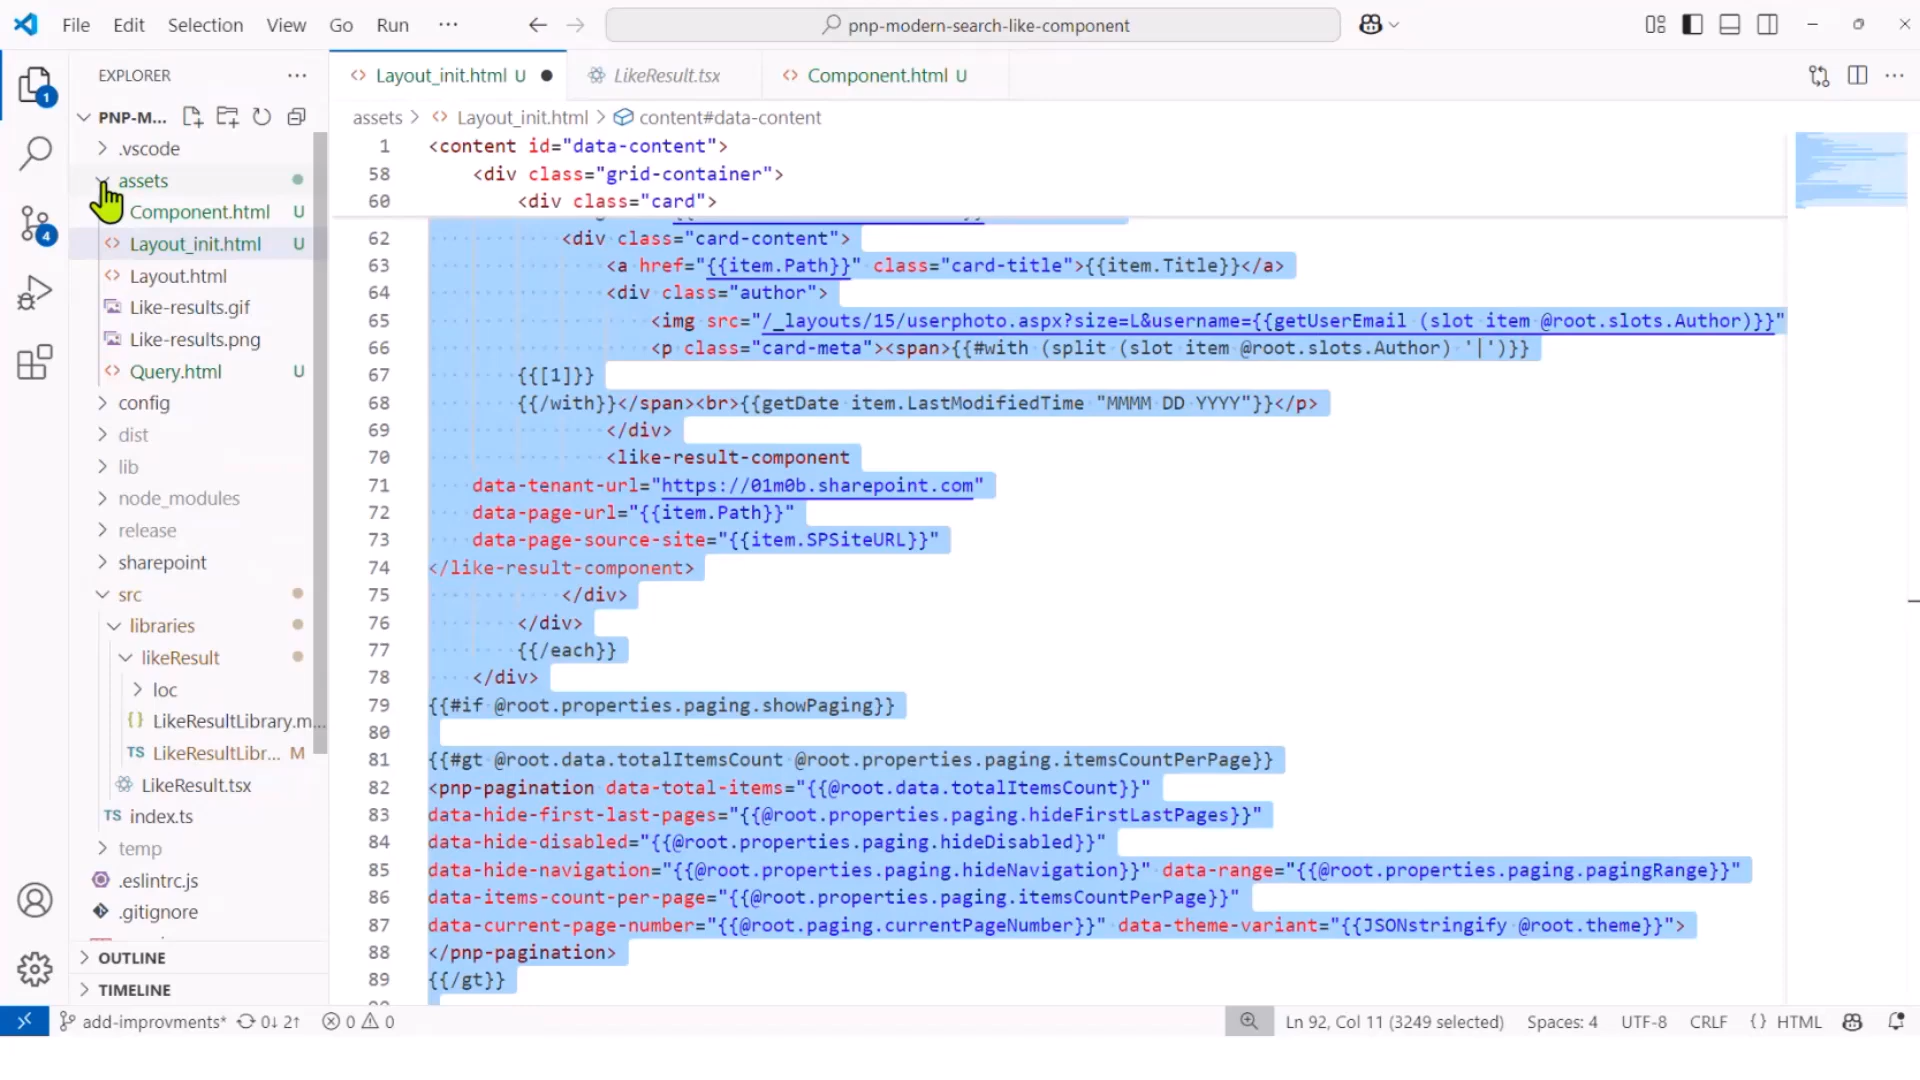 File Edit Selection View Go Run ··· pnp-modern-search-like-component
EXPLORER ···
PNP-M...
.vscode
assets
Component.html U
Layout_init.html U
Layout.html
Like-results.gif
Like-results.png
Query.html U
config
dist
lib
node_modules
release
sharepoint
src
libraries
likeResult
loc
LikeResultLibrary.m...
TS LikeResultLibr... M
LikeResult.tsx
TS index.ts
temp
.eslintrc.js
.gitignore
OUTLINE
TIMELINE
1
4
Layout_init.html U LikeResult.tsx Component.html U
assets > Layout_init.html > content#data-content
1 <content id="data-content">
58 <div class="grid-container">
60 <div class="card">
62 <div class="card-content">
63 <a href="{{item.Path}}" class="card-title">{{item.Title}}</a>
64 <div class="author">
65 <img src="/_layouts/15/userphoto.aspx?size=L&username={{getUserEmail (slot item @root.slots.Author)}}"
66 <p class="card-meta"><span>{{#with (split (slot item @root.slots.Author) '|')}}
67 {{[1]}}
68 {{/with}}</span><br>{{getDate item.LastModifiedTime "MMMM DD YYYY"}}</p>
69 </div>
70 <like-result-component
71 data-tenant-url="https://01m0b.sharepoint.com"
72 data-page-url="{{item.Path}}"
73 data-page-source-site="{{item.SPSiteURL}}"
74 </like-result-component>
75 </div>
76 </div>
77 {{/each}}
78 </div>
79 {{#if @root.properties.paging.showPaging}}
80
81 {{#gt @root.data.totalItemsCount @root.properties.paging.itemsCountPerPage}}
82 <pnp-pagination data-total-items="{{@root.data.totalItemsCount}}"
83 data-hide-first-last-pages="{{@root.properties.paging.hideFirstLastPages}}"
84 data-hide-disabled="{{@root.properties.paging.hideDisabled}}"
85 data-hide-navigation="{{@root.properties.paging.hideNavigation}}" data-range="{{@root.properties.paging.pagingRange}}"
86 data-items-count-per-page="{{@root.properties.paging.itemsCountPerPage}}"
87 data-current-page-number="{{@root.paging.currentPageNumber}}" data-theme-variant="{{JSONstringify @root.theme}}">
88 </pnp-pagination>
89 {{/gt}}
add-improvments* 0↓ 2↑ 0 0 Ln 92, Col 11 (3249 selected) Spaces: 4 UTF-8 CRLF {} HTML